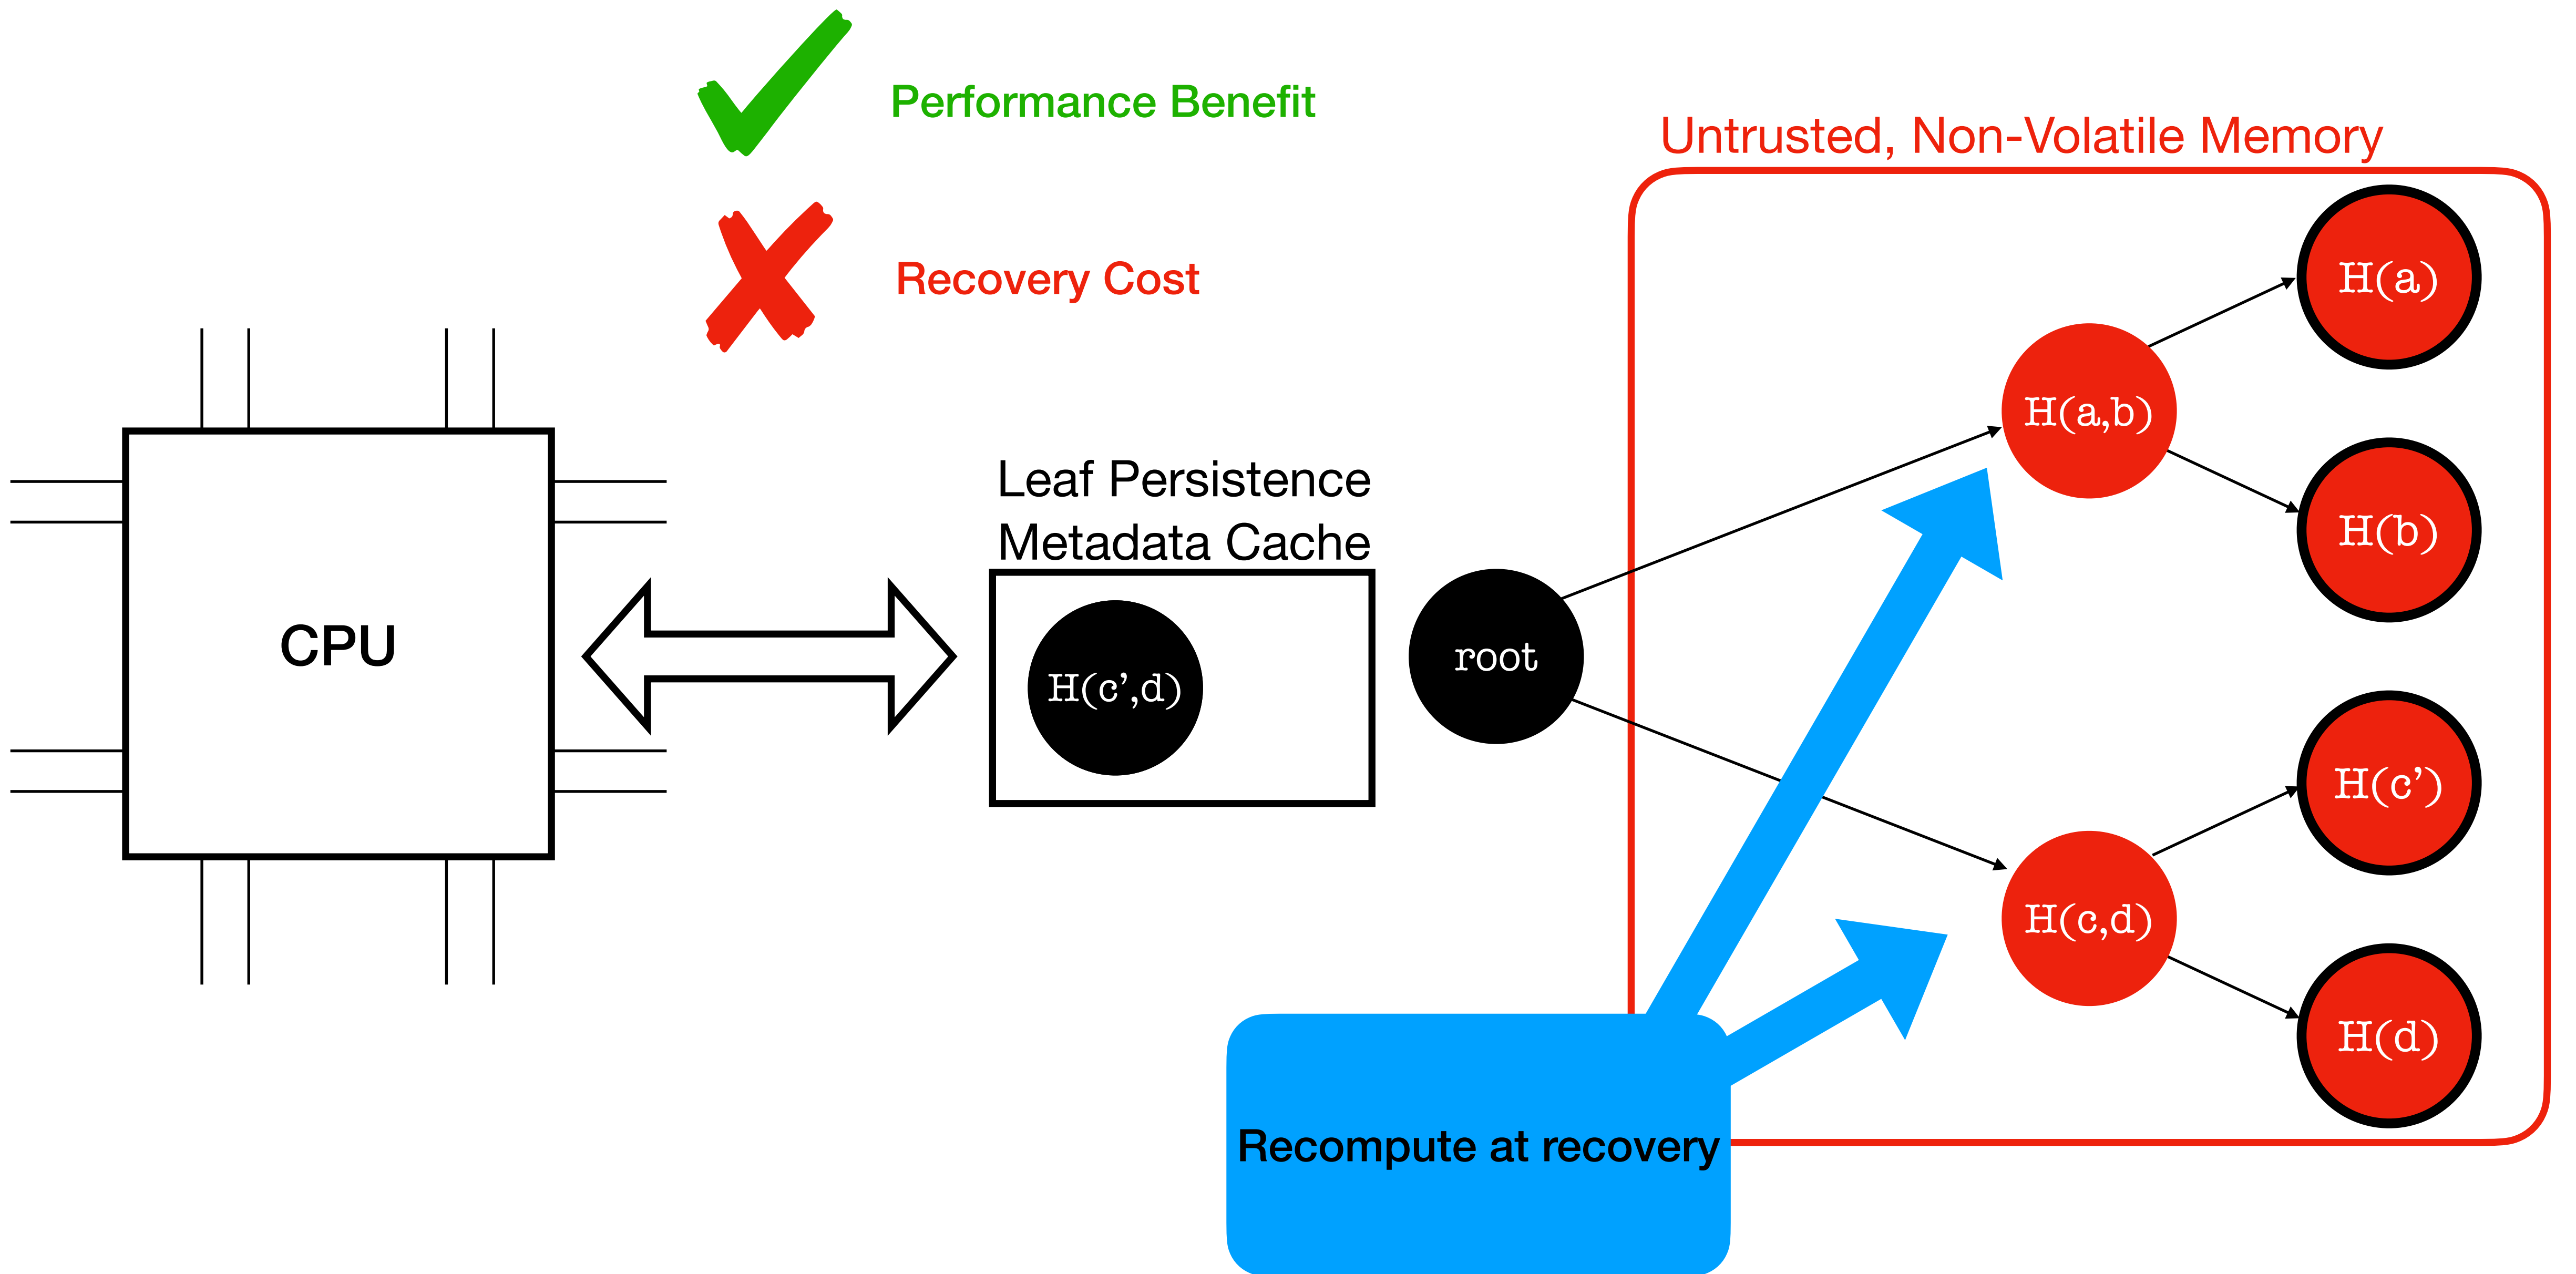 Performance Benefit
Recovery Cost
Untrusted, Non-Volatile Memory
CPU
Leaf Persistence
Metadata Cache
H(c’,d)
root
H(a,b)
H(c,d)
H(a)
H(b)
H(c’)
H(d)
Recompute at recovery